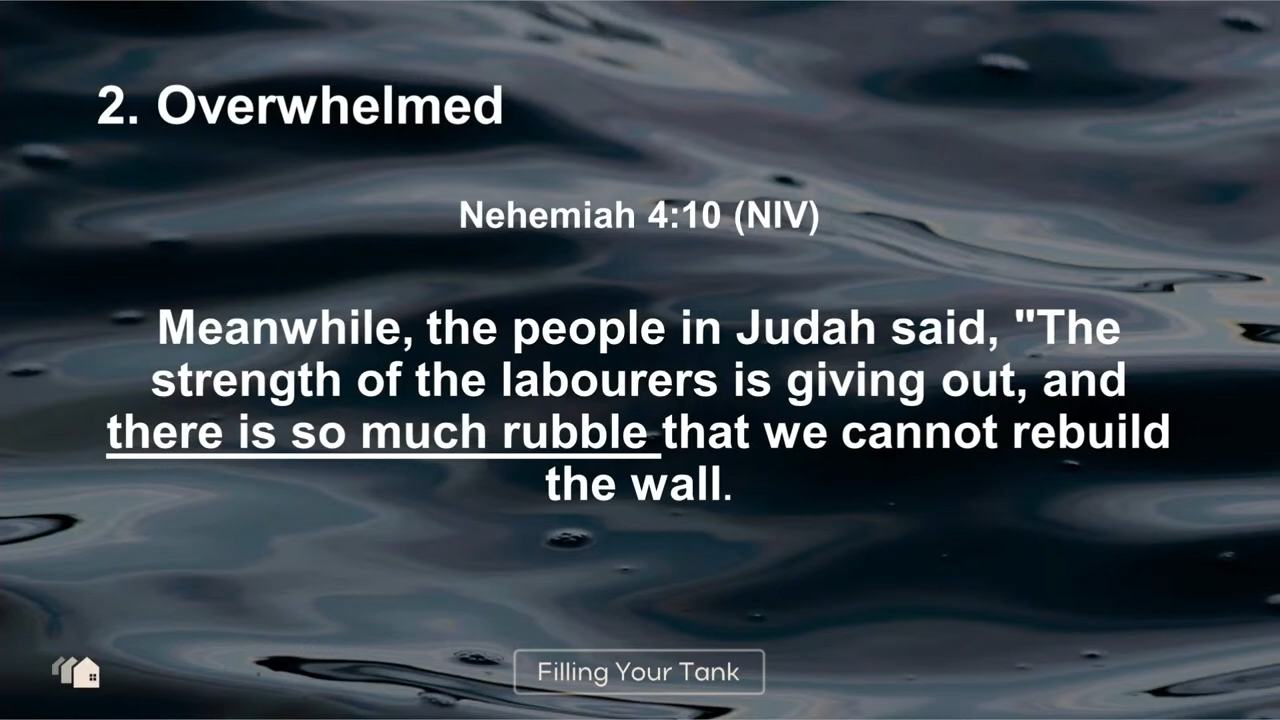 2. Overwhelmed
Nehemiah 4:10 (NIV)
Meanwhile, the people in Judah said, "The
strength of the labourers is giving out, and
there is so much rubble that we cannot rebuild
the wall.
Filling Your Tank